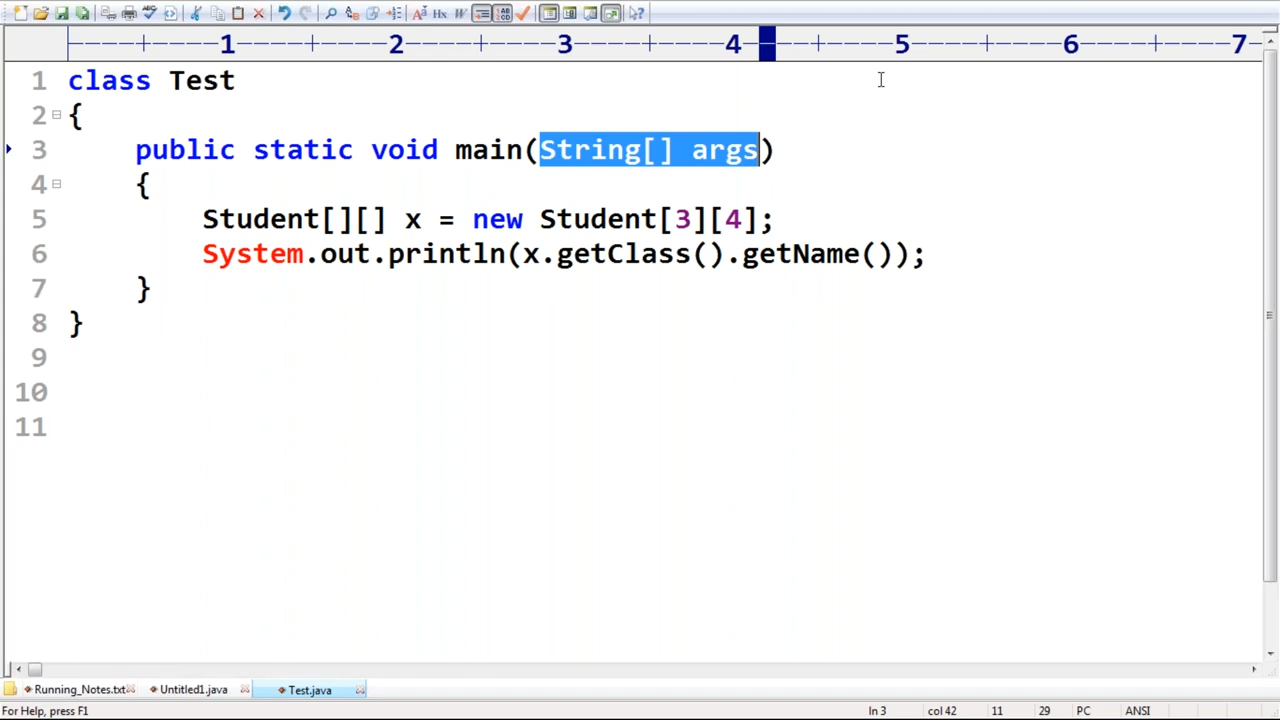 ----+----1----+----2----+----3----+----4----+----5----+----6----+----7
1 class Test
2 {
3     public static void main(String[] args)
4     {
5         Student[][] x = new Student[3][4];
6         System.out.println(x.getClass().getName());
7     }
8 }
9
10
11
Running_Notes.txt Untitled1.java Test.java
For Help, press F1 ln 3 col 42 11 29 PC ANSI